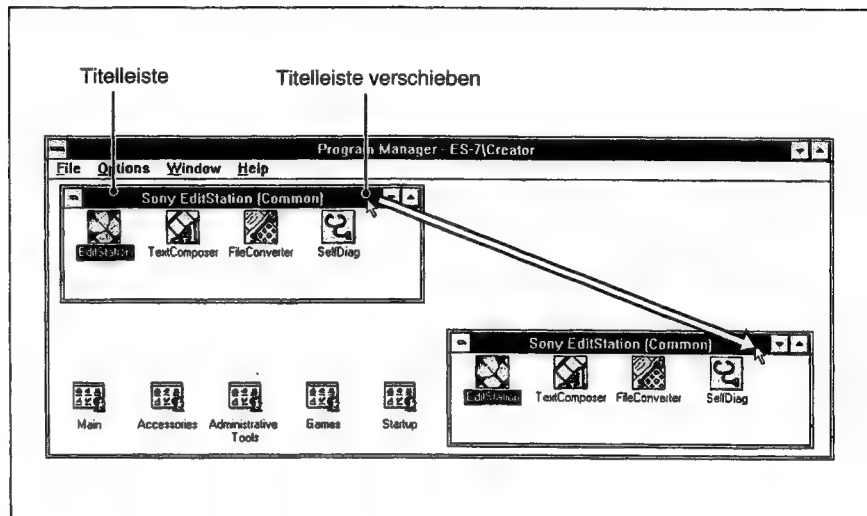 Titelleiste
Titelleiste verschieben
Program Manager - ES-7\Creator
File Options Window Help
Sony EditStation (Common)
EditStation TextComposer FileConverter SelfDiag
Sony EditStation (Common)
EditStation TextComposer FileConverter SelfDiag
Main Accessories Administrative Tools Games Startup